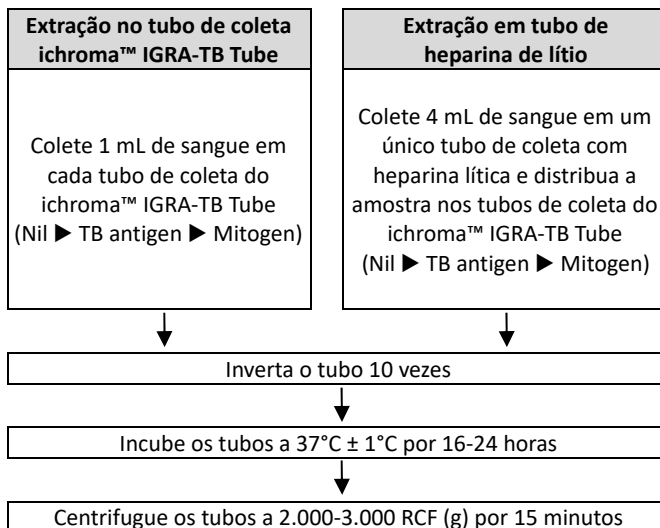 Extração no tubo de coleta
ichroma™ IGRA-TB Tube
Colete 1 mL de sangue em
cada tubo de coleta do
ichroma™ IGRA-TB Tube
(Nil ▶ TB antigen ▶ Mitogen)
Extração em tubo de
heparina de lítio
Colete 4 mL de sangue em um
único tubo de coleta com
heparina lítica e distribua a
amostra nos tubos de coleta do
ichroma™ IGRA-TB Tube
(Nil ▶ TB antigen ▶ Mitogen)
Inverta o tubo 10 vezes
Incube os tubos a 37°C ± 1°C por 16-24 horas
Centrifugue os tubos a 2.000-3.000 RCF (g) por 15 minutos